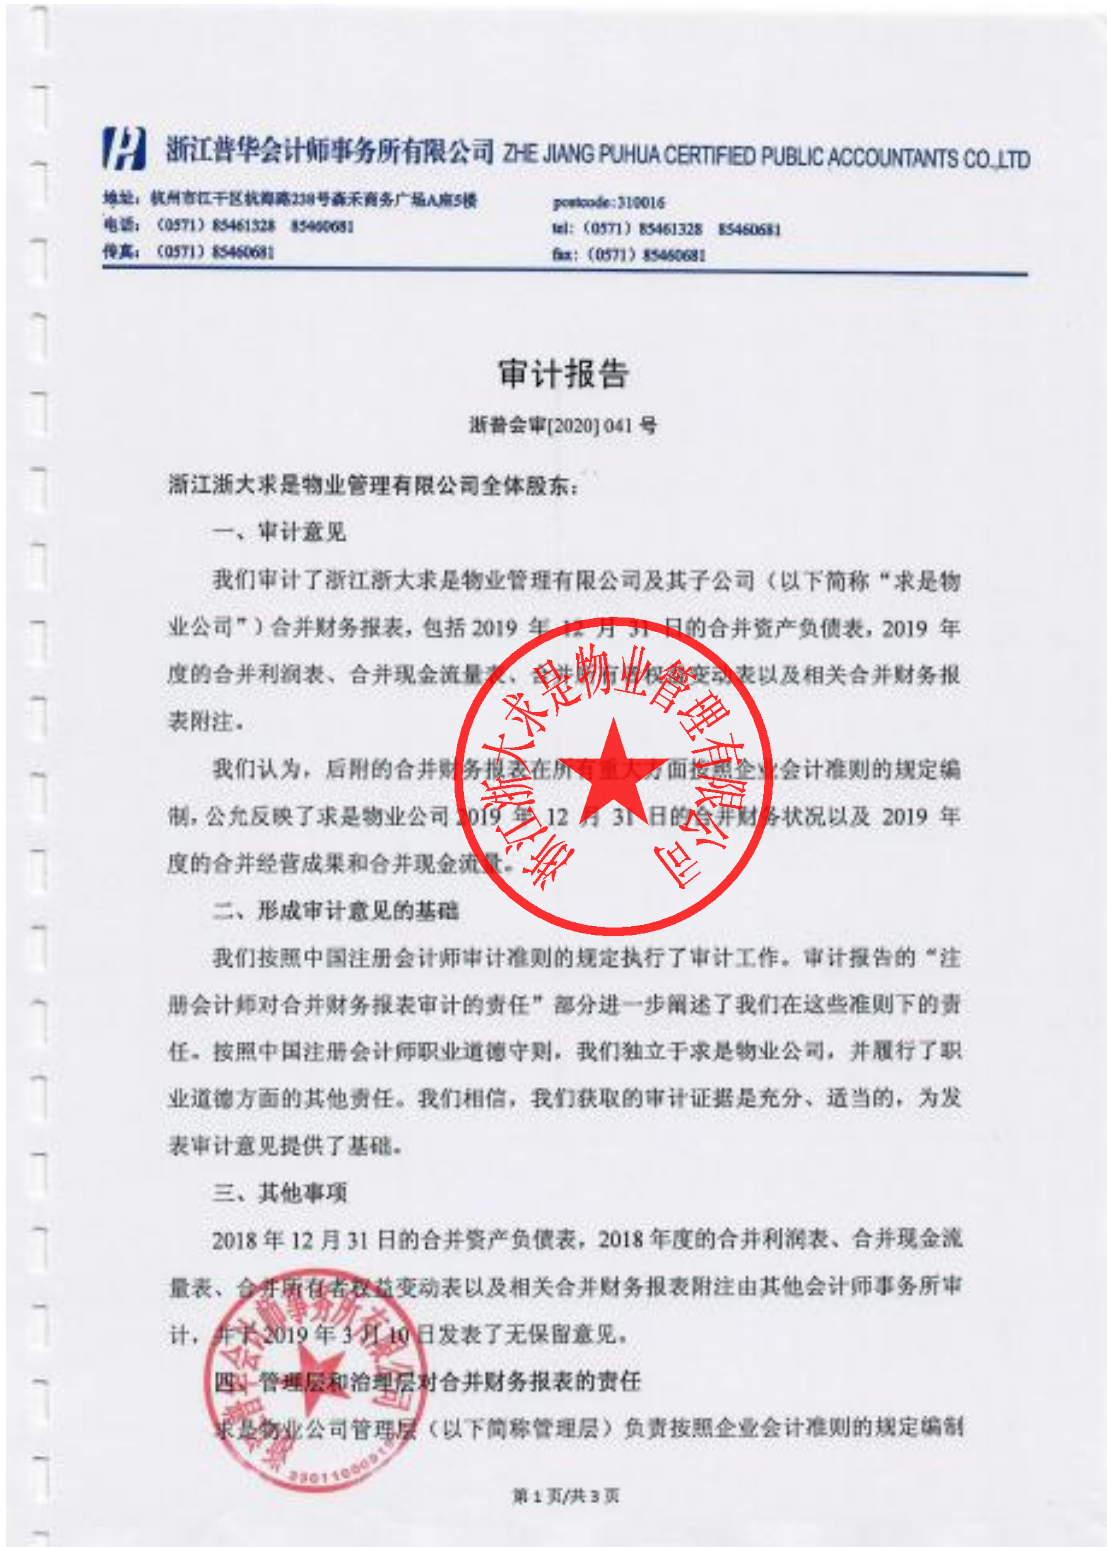 浙江普华会计师事务所有限公司 ZHE JIANG PUHUA CERTIFIED PUBLIC ACCOUNTANTS CO.,LTD
地址：杭州市江干区杭海路238号森禾商务广场A座5楼 postcode:310016
电话：（0571）85461328 85460681 tel:（0571）85461328 85460681
传真：（0571）85460681 fax:（0571）85460681
审计报告
浙普会审[2020] 041 号
浙江浙大求是物业管理有限公司全体股东：
一、审计意见
我们审计了浙江浙大求是物业管理有限公司及其子公司（以下简称“求是物
业公司”）合并财务报表，包括 2019 年 12 月 31 日的合并资产负债表，2019 年
度的合并利润表、合并现金流量表、合并所有者权益变动表以及相关合并财务报
表附注。
我们认为，后附的合并财务报表在所有重大方面按照企业会计准则的规定编
制，公允反映了求是物业公司 2019 年 12 月 31 日的合并财务状况以及 2019 年
度的合并经营成果和合并现金流量。
二、形成审计意见的基础
我们按照中国注册会计师审计准则的规定执行了审计工作。审计报告的“注
册会计师对合并财务报表审计的责任”部分进一步阐述了我们在这些准则下的责
任。按照中国注册会计师职业道德守则，我们独立于求是物业公司，并履行了职
业道德方面的其他责任。我们相信，我们获取的审计证据是充分、适当的，为发
表审计意见提供了基础。
三、其他事项
2018 年 12 月 31 日的合并资产负债表，2018 年度的合并利润表、合并现金流
量表、合并所有者权益变动表以及相关合并财务报表附注由其他会计师事务所审
计，并于 2019 年 3 月 10 日发表了无保留意见。
四、管理层和治理层对合并财务报表的责任
求是物业公司管理层（以下简称管理层）负责按照企业会计准则的规定编制
第 1 页/共 3 页
浙江浙大求是物业管理有限公司
浙江普华会计师事务所有限公司